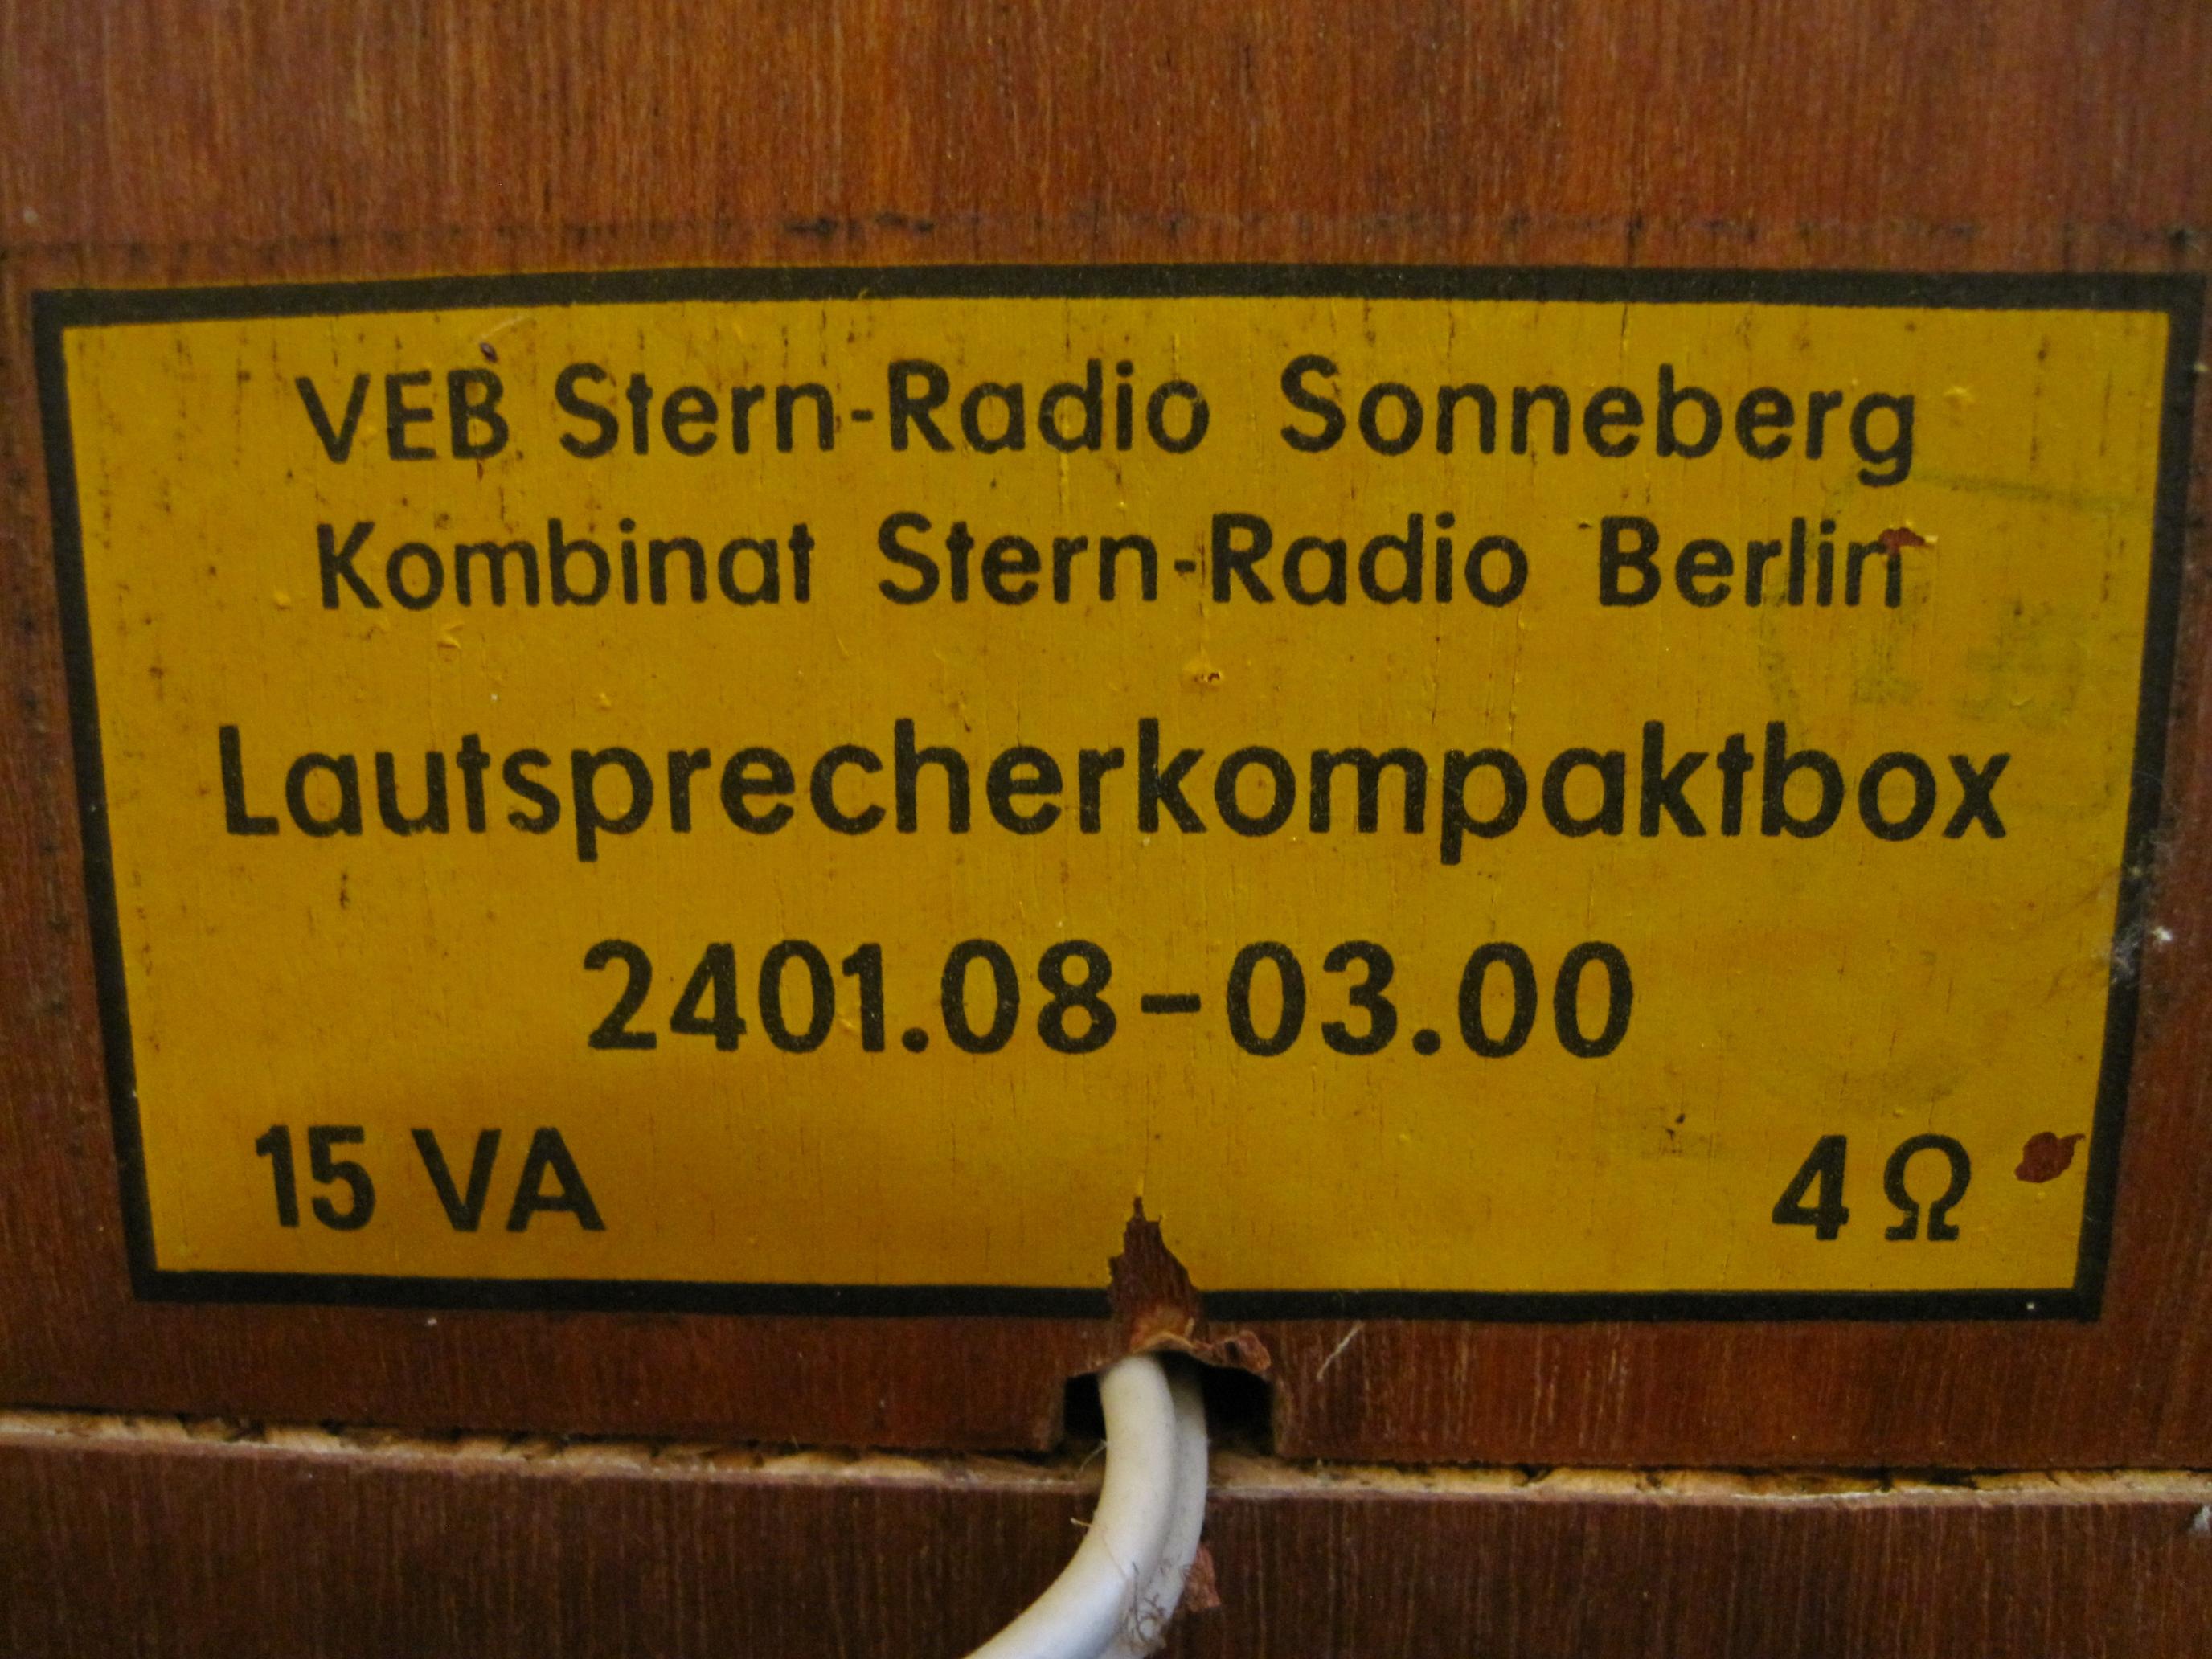 VEB Stern-Radio Sonneberg
Kombinat Stern-Radio Berlin
Lautsprecherkompaktbox
2401.08-03.00
15 VA 4 Ω